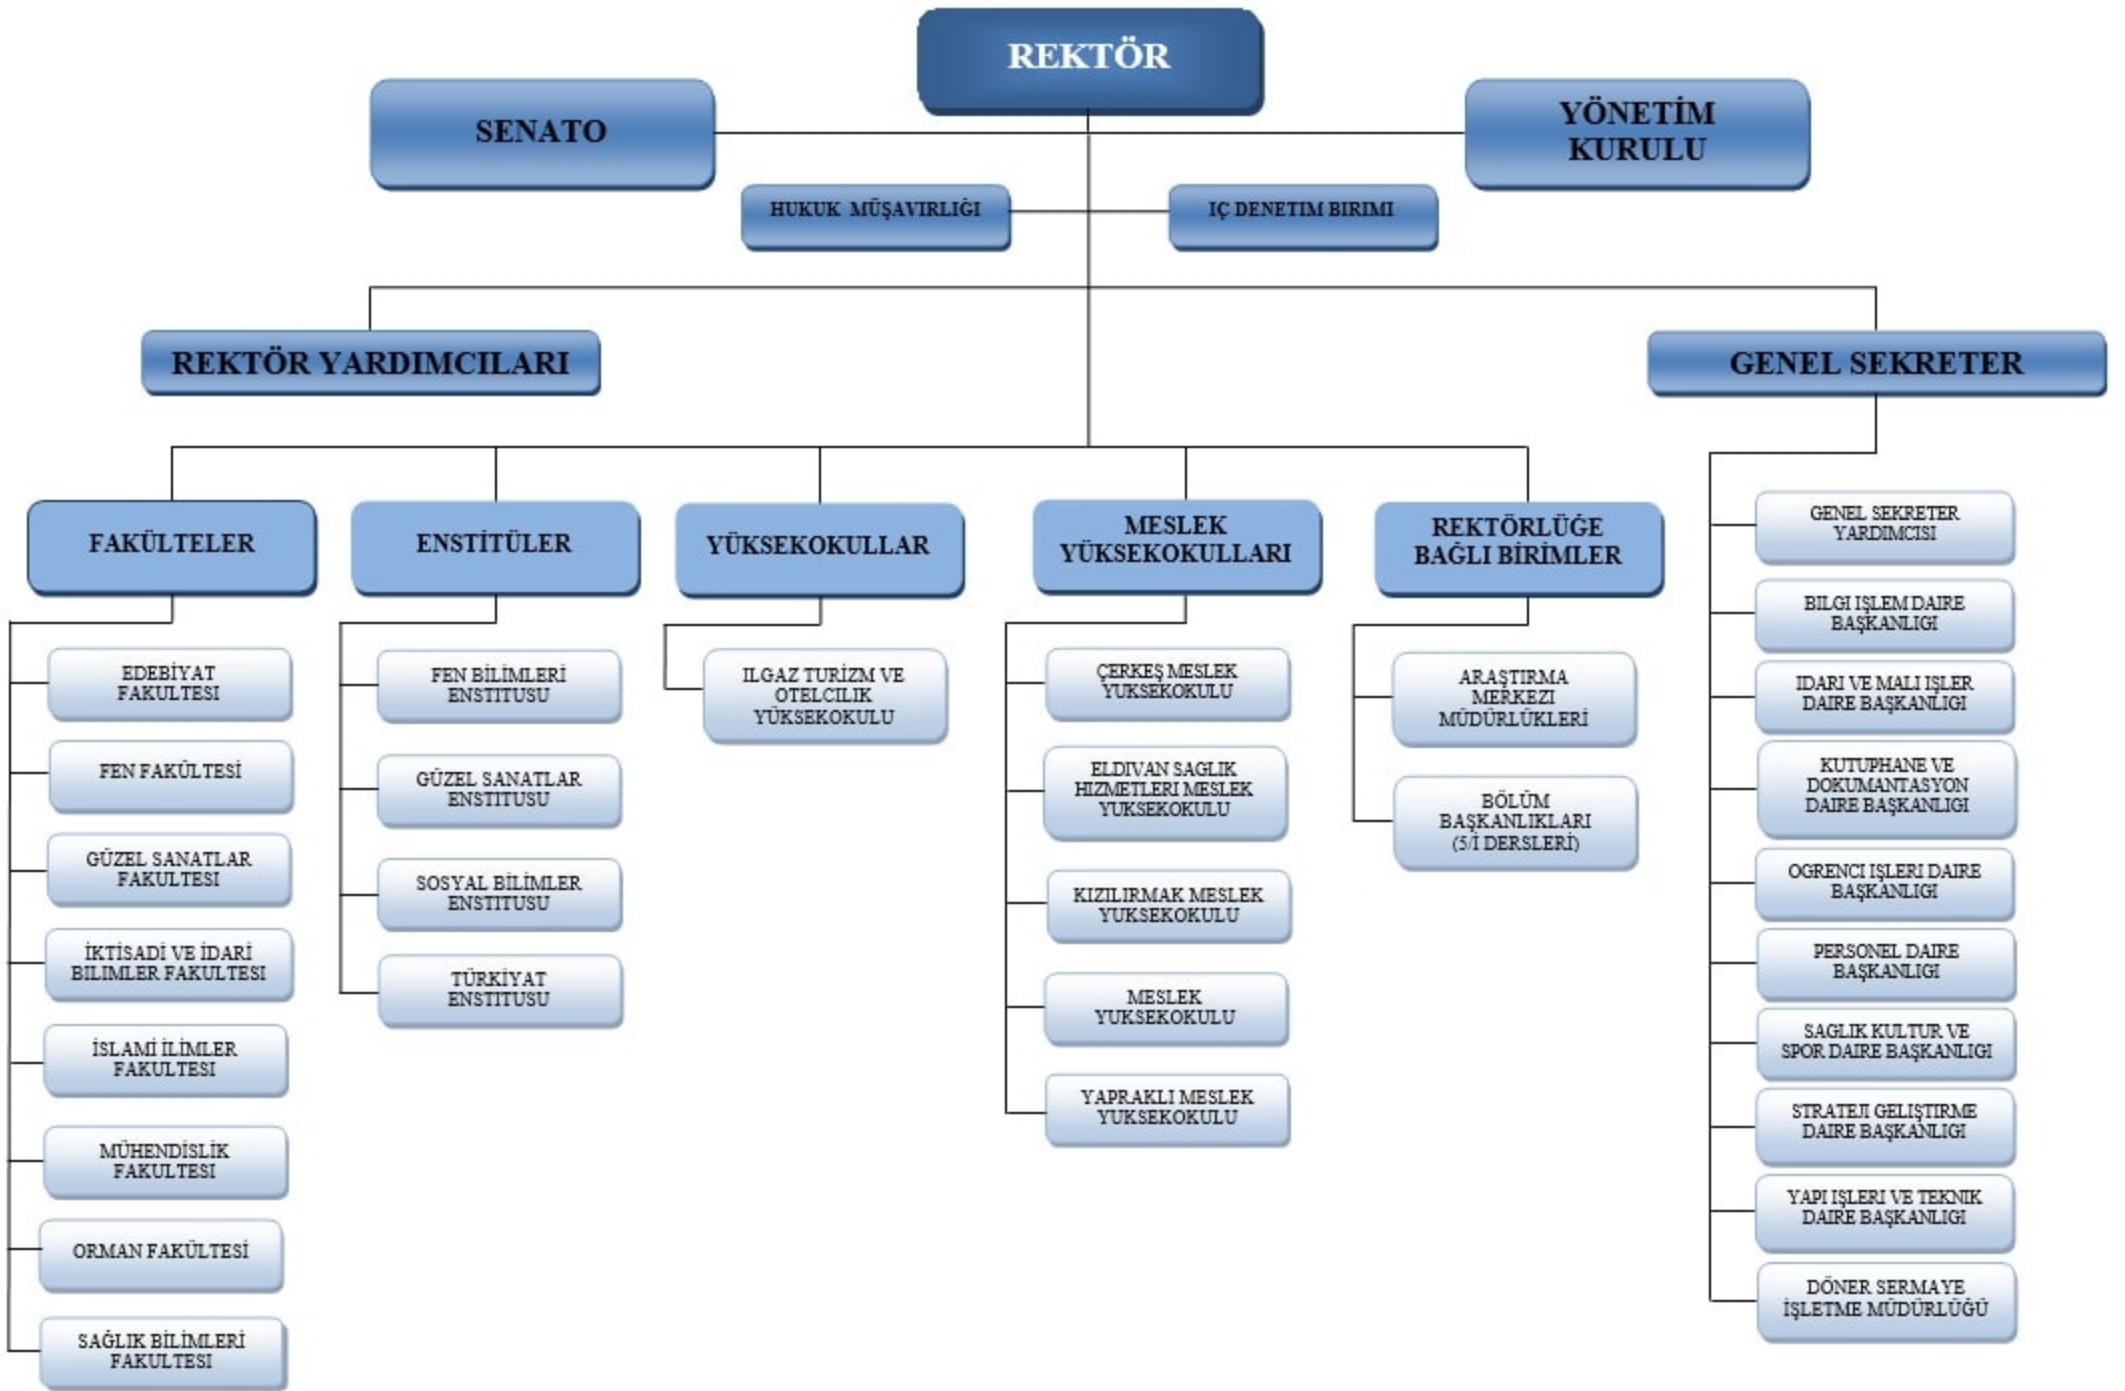 REKTÖR
SENATO
YÖNETİM
KURULU
HUKUK MÜŞAVIRLIĞI
IÇ DENETIM BIRIMI
REKTÖR YARDIMCILARI
GENEL SEKRETER
FAKÜLTELER
ENSTİTÜLER
YÜKSEKOKULLAR
MESLEK
YÜKSEKOKULLARI
REKTÖRLÜĞE
BAĞLI BİRİMLER
EDEBİYAT
FAKULTESI
FEN FAKÜLTESİ
GÜZEL SANATLAR
FAKULTESI
İKTİSADİ VE İDARİ
BILIMLER FAKULTESI
İSLAMİ İLİMLER
FAKULTESI
MÜHENDİSLİK
FAKULTESI
ORMAN FAKÜLTESİ
SAĞLIK BİLİMLERİ
FAKULTESI
FEN BİLİMLERİ
ENSTITUSU
GÜZEL SANATLAR
ENSTITUSU
SOSYAL BİLİMLER
ENSTITUSU
TÜRKİYAT
ENSTITUSU
ILGAZ TURİZM VE
OTELCILIK
YÜKSEKOKULU
ÇERKEŞ MESLEK
YUKSEKOKULU
ELDIVAN SAGLIK
HIZMETLERI MESLEK
YUKSEKOKULU
KIZILIRMAK MESLEK
YUKSEKOKULU
MESLEK
YUKSEKOKULU
YAPRAKLI MESLEK
YUKSEKOKULU
ARAŞTIRMA
MERKEZI
MÜDÜRLÜKLERİ
BÖLÜM
BAŞKANLIKLARI
(5/İ DERSLERİ)
GENEL SEKRETER
YARDIMCISI
BILGI IŞLEM DAIRE
BAŞKANLIGI
IDARI VE MALI IŞLER
DAIRE BAŞKANLIGI
KUTUPHANE VE
DOKUMANTASYON
DAIRE BAŞKANLIGI
OGRENCI IŞLERI DAIRE
BAŞKANLIGI
PERSONEL DAIRE
BAŞKANLIGI
SAGLIK KULTUR VE
SPOR DAIRE BAŞKANLIGI
STRATEJI GELIŞTIRME
DAIRE BAŞKANLIGI
YAPI IŞLERI VE TEKNIK
DAIRE BAŞKANLIGI
DÖNER SERMAYE
İŞLETME MÜDÜRLÜĞÜ